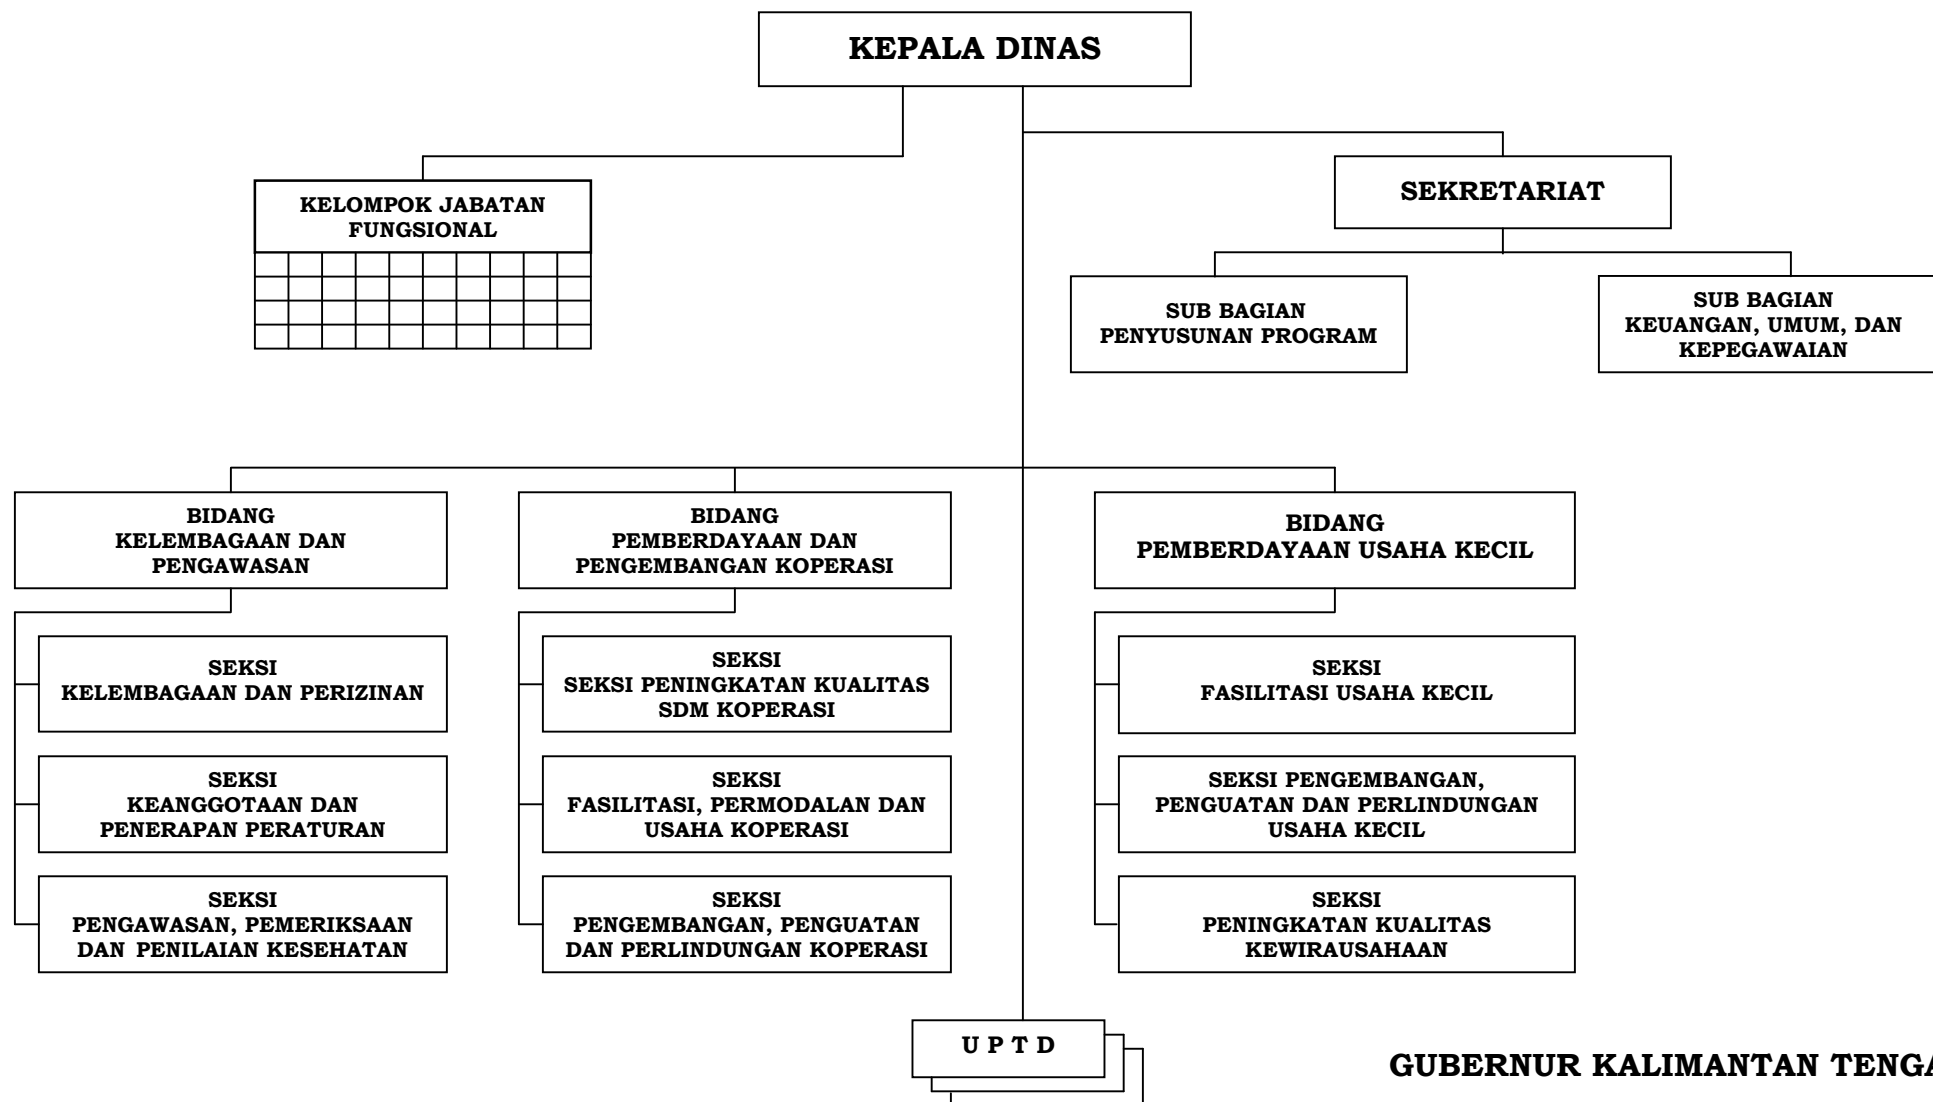 KEPALA DINAS
KELOMPOK JABATAN
FUNGSIONAL
SEKRETARIAT
SUB BAGIAN
PENYUSUNAN PROGRAM
SUB BAGIAN
KEUANGAN, UMUM, DAN
KEPEGAWAIAN
BIDANG
KELEMBAGAAN DAN
PENGAWASAN
SEKSI
KELEMBAGAAN DAN PERIZINAN
SEKSI
KEANGGOTAAN DAN
PENERAPAN PERATURAN
SEKSI
PENGAWASAN, PEMERIKSAAN
DAN PENILAIAN KESEHATAN
BIDANG
PEMBERDAYAAN DAN
PENGEMBANGAN KOPERASI
SEKSI
SEKSI PENINGKATAN KUALITAS
SDM KOPERASI
SEKSI
FASILITASI, PERMODALAN DAN
USAHA KOPERASI
SEKSI
PENGEMBANGAN, PENGUATAN
DAN PERLINDUNGAN KOPERASI
BIDANG
PEMBERDAYAAN USAHA KECIL
SEKSI
FASILITASI USAHA KECIL
SEKSI PENGEMBANGAN,
PENGUATAN DAN PERLINDUNGAN
USAHA KECIL
SEKSI
PENINGKATAN KUALITAS
KEWIRAUSAHAAN
U P T D
GUBERNUR KALIMANTAN